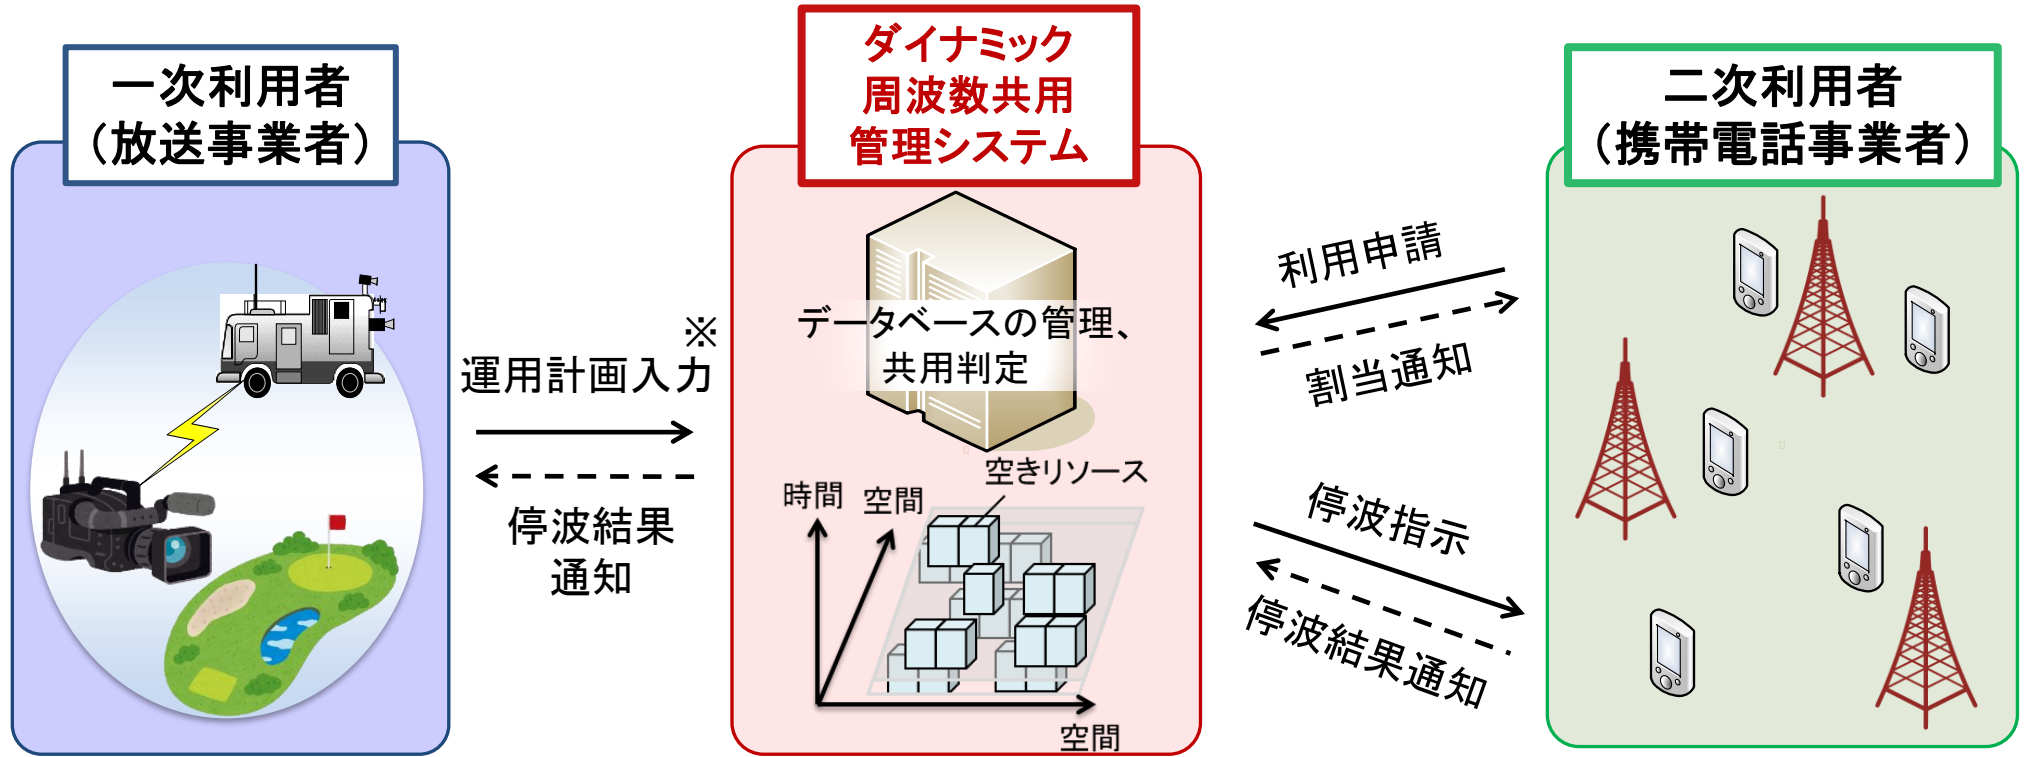 一次利用者
（放送事業者）
運用計画入力
※
停波結果
通知
ダイナミック
周波数共用
管理システム
データベースの管理、
共用判定
空きリソース
時間
空間
空間
利用申請
割当通知
停波指示
停波結果通知
二次利用者
（携帯電話事業者）